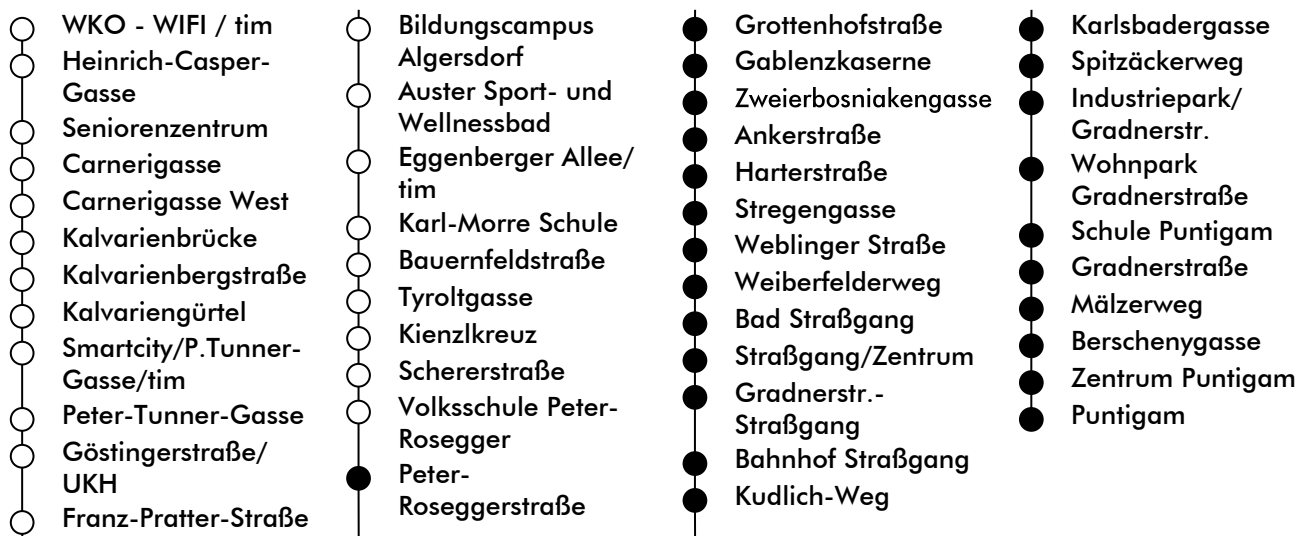 WKO - WIFI / tim
Heinrich-Casper-
Gasse
Seniorenzentrum
Carnerigasse
Carnerigasse West
Kalvarienbrücke
Kalvarienbergstraße
Kalvariengürtel
Smartcity/P.Tunner-
Gasse/tim
Peter-Tunner-Gasse
Göstingerstraße/
UKH
Franz-Pratter-Straße
Bildungscampus
Algersdorf
Auster Sport- und
Wellnessbad
Eggenberger Allee/
tim
Karl-Morre Schule
Bauernfeldstraße
Tyroltgasse
Kienzlkreuz
Schererstraße
Volksschule Peter-
Rosegger
Peter-
Roseggerstraße
Grottenhofstraße
Gablenzkaserne
Zweierbosniakengasse
Ankerstraße
Harterstraße
Stregengasse
Weblinger Straße
Weiberfelderweg
Bad Straßgang
Straßgang/Zentrum
Gradnerstr.-
Straßgang
Bahnhof Straßgang
Kudlich-Weg
Karlsbadergasse
Spitzäckerweg
Industriepark/
Gradnerstr.
Wohnpark
Gradnerstraße
Schule Puntigam
Gradnerstraße
Mälzerweg
Berschenygasse
Zentrum Puntigam
Puntigam